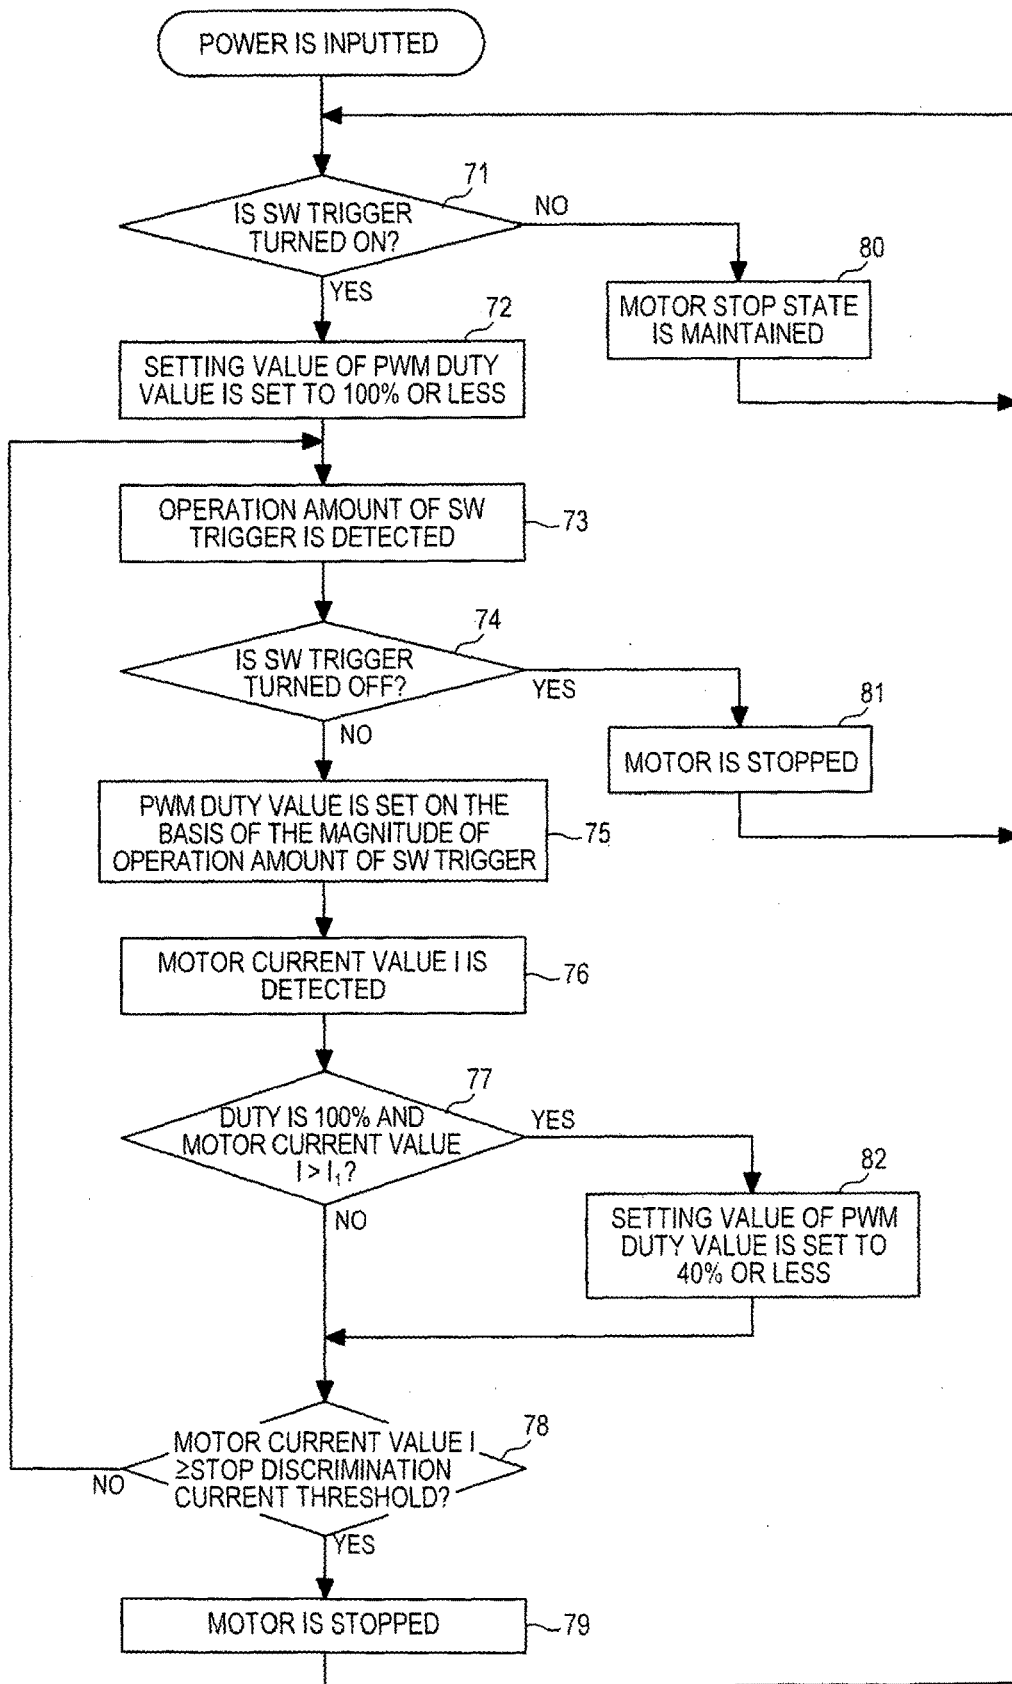 POWER IS INPUTTED
71
IS SW TRIGGER
TURNED ON?
NO
YES
80
MOTOR STOP STATE
IS MAINTAINED
72
SETTING VALUE OF PWM DUTY
VALUE IS SET TO 100% OR LESS
OPERATION AMOUNT OF SW
TRIGGER IS DETECTED
73
74
IS SW TRIGGER
TURNED OFF?
YES
NO
81
MOTOR IS STOPPED
PWM DUTY VALUE IS SET ON THE
BASIS OF THE MAGNITUDE OF
OPERATION AMOUNT OF SW TRIGGER
75
MOTOR CURRENT VALUE I IS
DETECTED
76
77
DUTY IS 100% AND
MOTOR CURRENT VALUE
I > I₁?
YES
NO
82
SETTING VALUE OF PWM
DUTY VALUE IS SET TO
40% OR LESS
78
MOTOR CURRENT VALUE I
≥STOP DISCRIMINATION
CURRENT THRESHOLD?
NO
YES
MOTOR IS STOPPED
79